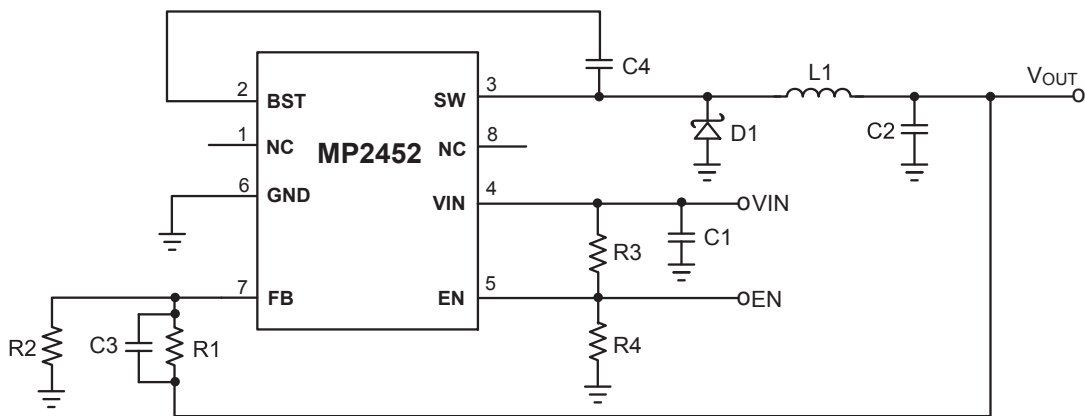 C4
L1
VOUT
2
BST
SW
3
1
NC
MP2452
NC
8
D1
C2
6
GND
VIN
4
VIN
R3
C1
7
FB
EN
5
EN
R2
C3
R1
R4